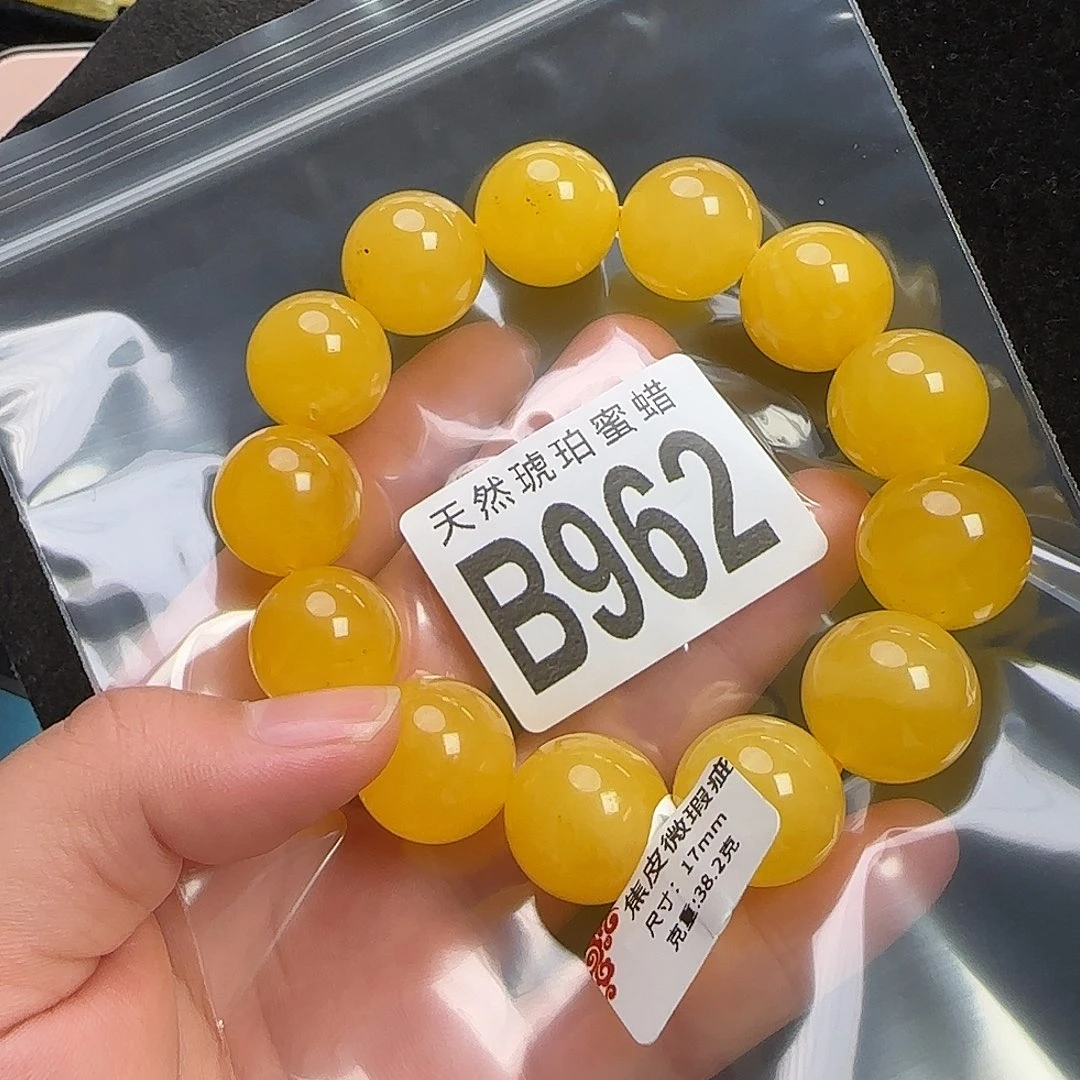 天然琥珀蜜蜡
B962
焦皮微瑕疵
尺寸：17mm
克重:38.2克